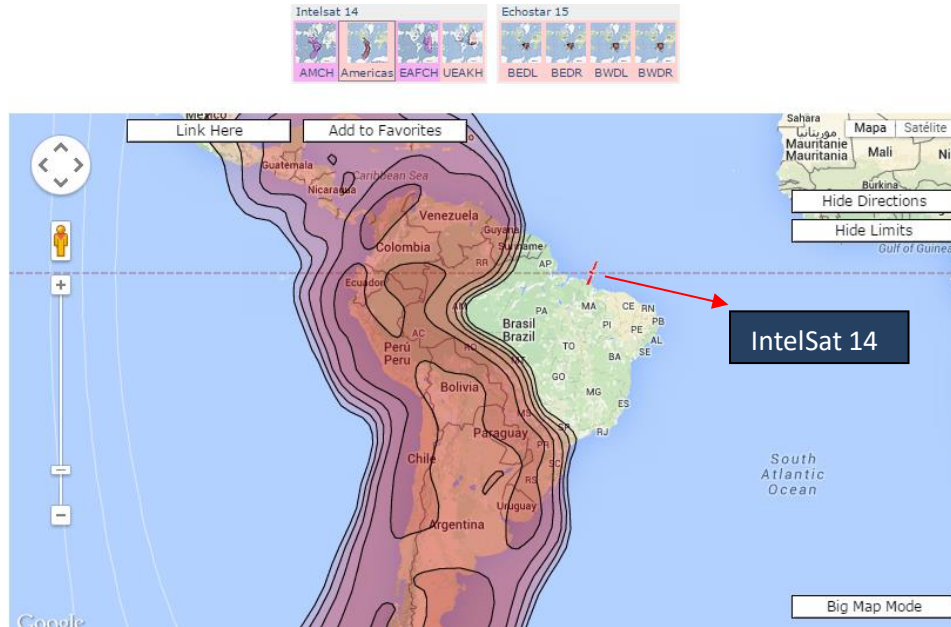 Intelsat 14
Echostar 15
AMCH
Americas
EAFCH
UEAKH
BEDL
BEDR
BWDL
BWDR
Mexico
Link Here
Add to Favorites
Sahara
موريتانيا
Mauritanie
Mauritania
Mapa
Satélite
Mali
Ni
Burkina
Hide Directions
Hide Limits
Gulf of Guinea
Guatemala
Nicaragua
Caribbean Sea
Venezuela
Guyana
Suriname
Colombia
RR
AP
Ecuador
AM
PA
MA
CE
RN
PB
PI
PE
AL
SE
IntelSat 14
Brasil
Brazil
AC
RO
TO
BA
Perú
Peru
MT
GO
Bolivia
MG
ES
MS
SP
RJ
Paraguay
PR
Chile
SC
RS
Uruguay
Argentina
South
Atlantic
Ocean
Google
Big Map Mode